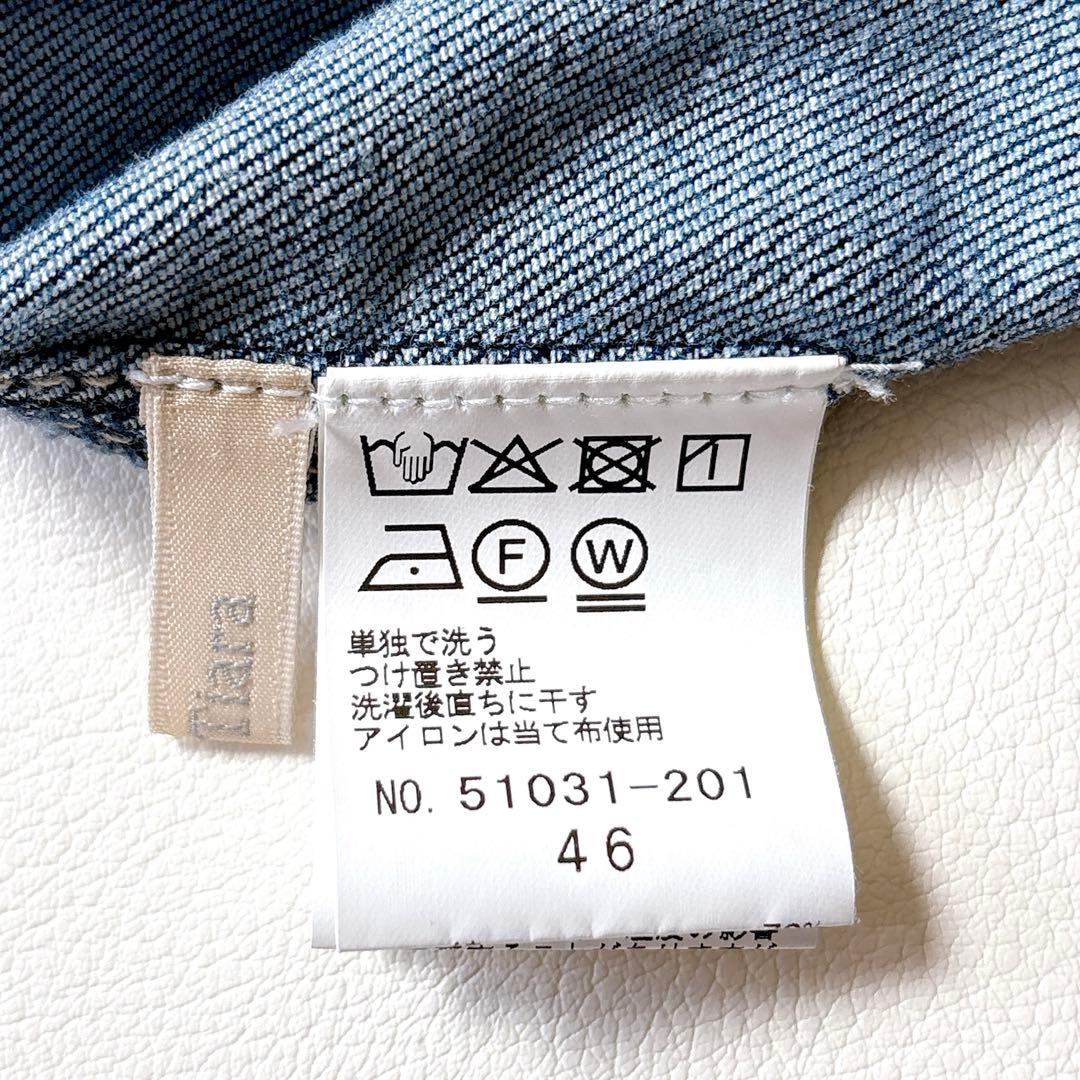 Tiara
F
W
単独で洗う
つけ置き禁止
洗濯後直ちに干す
アイロンは当て布使用
NO. 51031-201
46